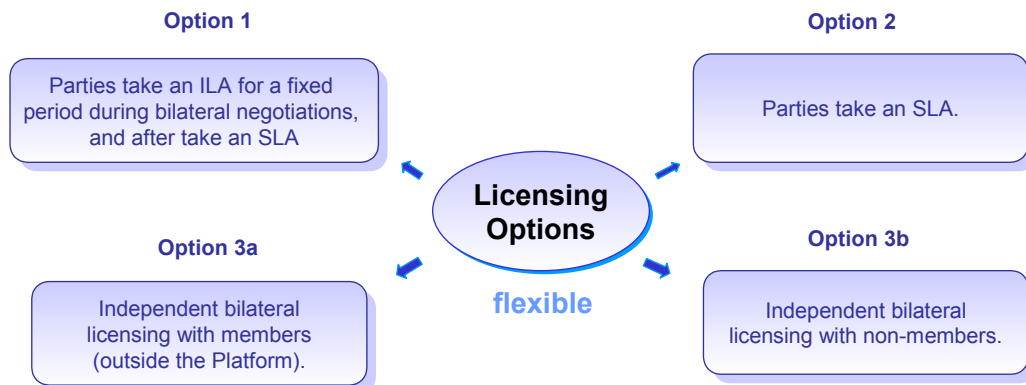 Option 1
Parties take an ILA for a fixed
period during bilateral negotiations,
and after take an SLA
Option 2
Parties take an SLA.
Licensing
Options
flexible
Option 3a
Independent bilateral
licensing with members
(outside the Platform).
Option 3b
Independent bilateral
licensing with non-members.